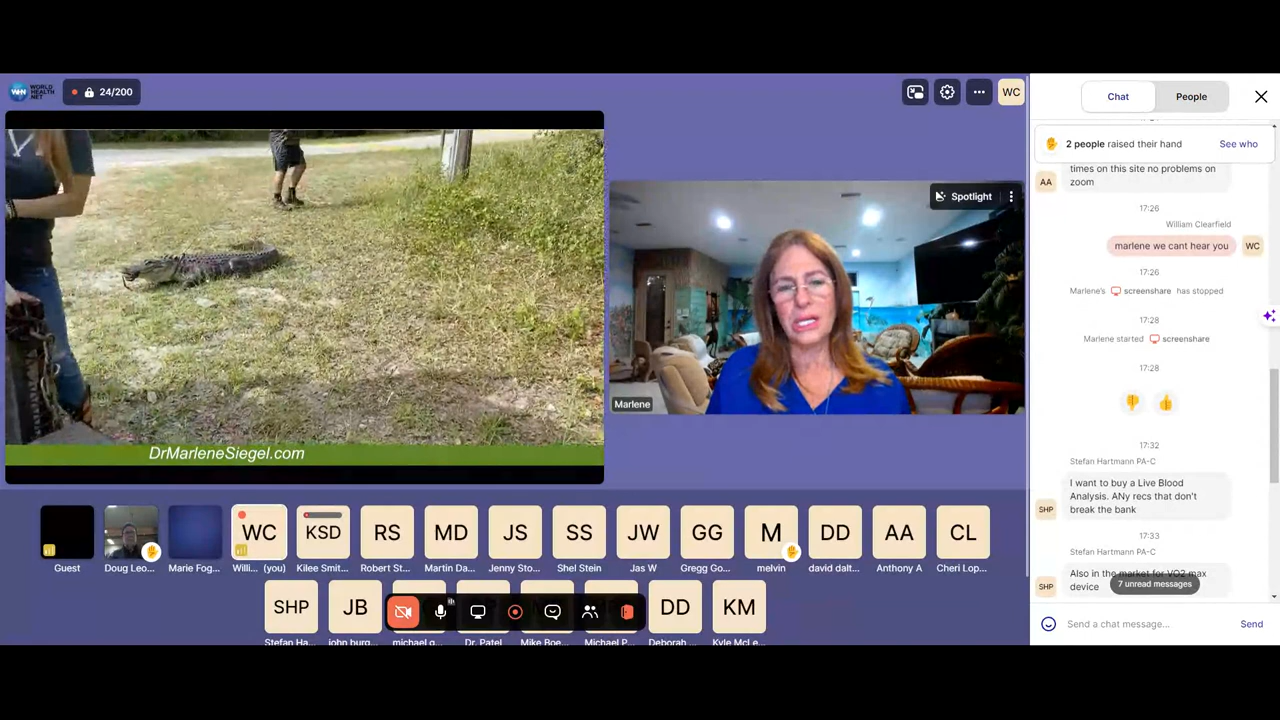 WORLD
HEALTH
NET
24/200
WC
Chat
People
2 people raised their hand
See who
times on this site no problems on
zoom
AA
17:26
William Clearfield
marlene we cant hear you
WC
17:26
Marlene's screenshare has stopped
17:28
Marlene started screenshare
17:28
17:32
Stefan Hartmann PA-C
I want to buy a Live Blood
Analysis. ANy recs that don't
break the bank
SHP
17:33
Stefan Hartmann PA-C
Also in the market for VO2 max
device
SHP
7 unread messages
Send a chat message...
Send
Spotlight
Marlene
DrMarleneSiegel.com
WC
KSD
RS
MD
JS
SS
JW
GG
M
DD
AA
CL
Guest
Doug Leo...
Marie Fog...
Willi... (you)
Kilee Smit...
Robert St...
Martin Da...
Jenny Sto...
Shel Stein
Jas W
Gregg Go...
melvin
david dalt...
Anthony A
Cheri Lop...
SHP
JB
DD
KM
Stefan Ha...
john burg...
michael g...
Dr. Patel
Mike Boe...
Michael P...
Deborah ...
Kyle McLe...